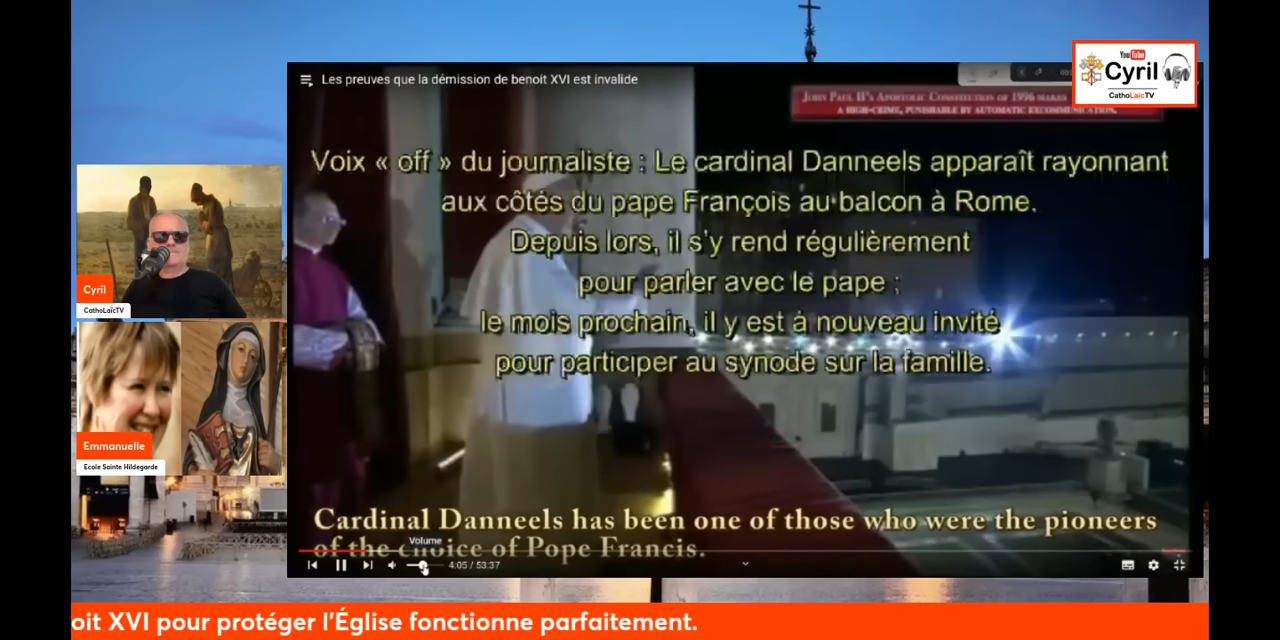 Les preuves que la démission de benoit XVI est invalide
YouTube
Cyril
CathoLaïcTV
JOHN PAUL II'S APOSTOLIC CONSTITUTION OF 1996 MAKES
A HIGH-CRIME, PUNISHABLE BY AUTOMATIC EXCOMMUNICATION.
Voix « off » du journaliste : Le cardinal Danneels apparaît rayonnant
aux côtés du pape François au balcon à Rome.
Depuis lors, il s'y rend régulièrement
pour parler avec le pape ;
le mois prochain, il y est à nouveau invité
pour participer au synode sur la famille.
Cyril
CathoLaïcTV
Emmanuelle
Ecole Sainte Hildegarde
Cardinal Danneels has been one of those who were the pioneers
of the choice of Pope Francis.
Volume
4:05 / 53:37
oit XVI pour protéger l'Église fonctionne parfaitement.